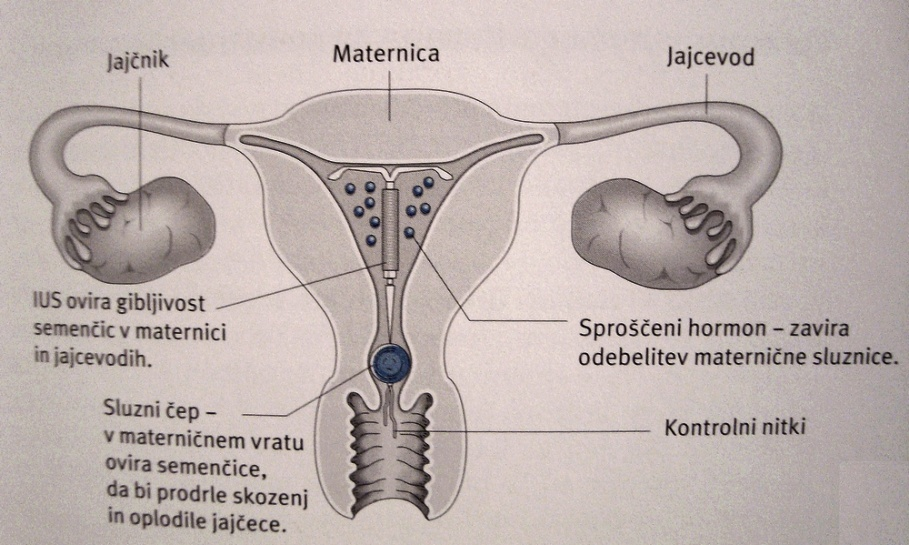 Jajčnik
Maternica
Jajcevod
IUS ovira gibljivost
semenčic v maternici
in jajcevodih.
Sproščeni hormon – zavira
odebelitev maternične sluznice.
Sluzni čep –
v materničnem vratu
ovira semenčice,
da bi prodrle skozenj
in oplodile jajčece.
Kontrolni nitki